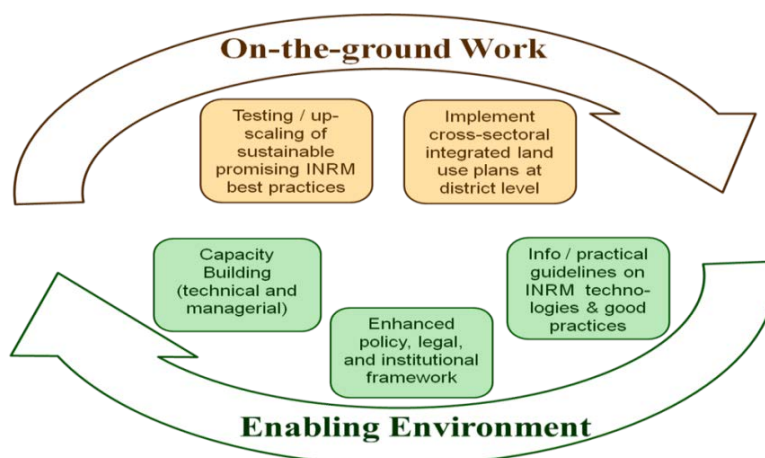 On-the-ground Work
Testing / up-
scaling of
sustainable
promising INRM
best practices
Implement
cross-sectoral
integrated land
use plans at
district level
Capacity
Building
(technical and
managerial)
Enhanced
policy, legal,
and institutional
framework
Info / practical
guidelines on
INRM techno-
logies & good
practices
Enabling Environment